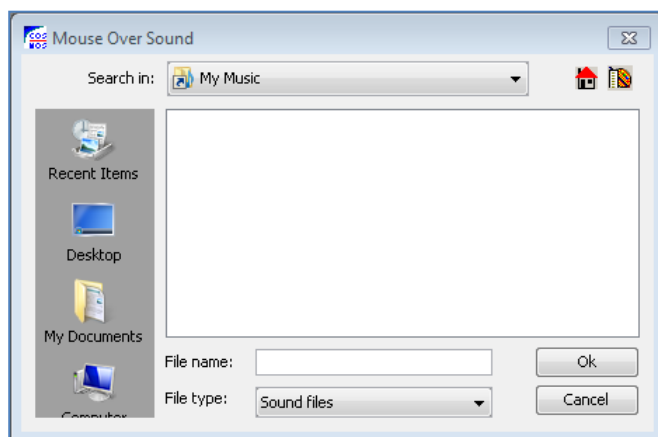 Mouse Over Sound
Search in:
My Music
Recent Items
Desktop
My Documents
Computer
File name:
Ok
File type:
Sound files
Cancel